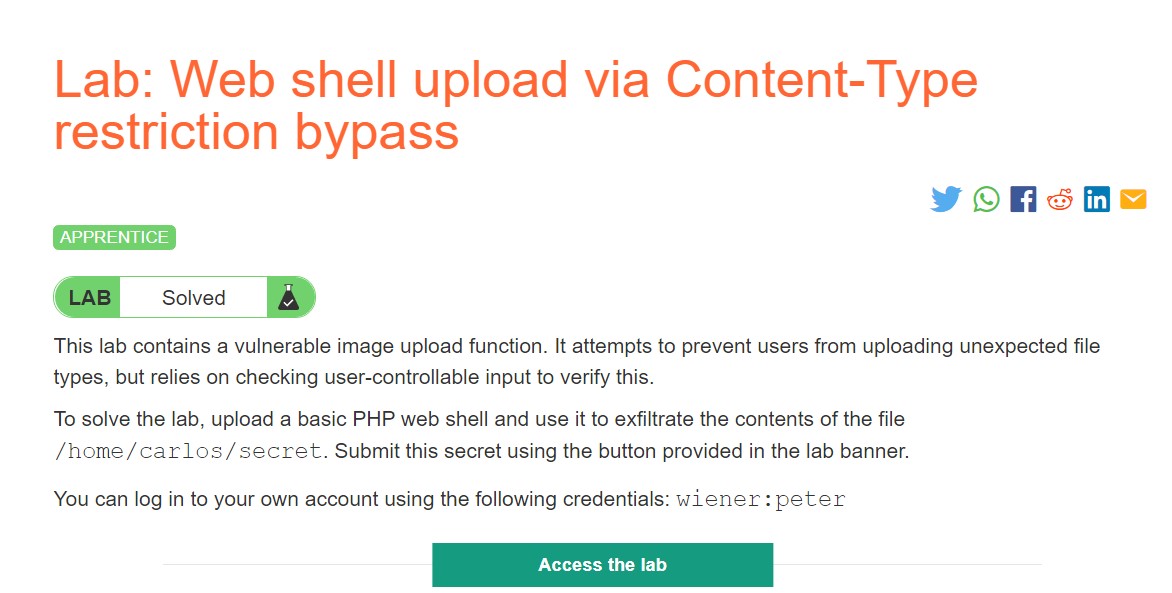 Lab: Web shell upload via Content-Type
restriction bypass
APPRENTICE
LAB Solved
This lab contains a vulnerable image upload function. It attempts to prevent users from uploading unexpected file
types, but relies on checking user-controllable input to verify this.
To solve the lab, upload a basic PHP web shell and use it to exfiltrate the contents of the file
/home/carlos/secret. Submit this secret using the button provided in the lab banner.
You can log in to your own account using the following credentials: wiener:peter
Access the lab